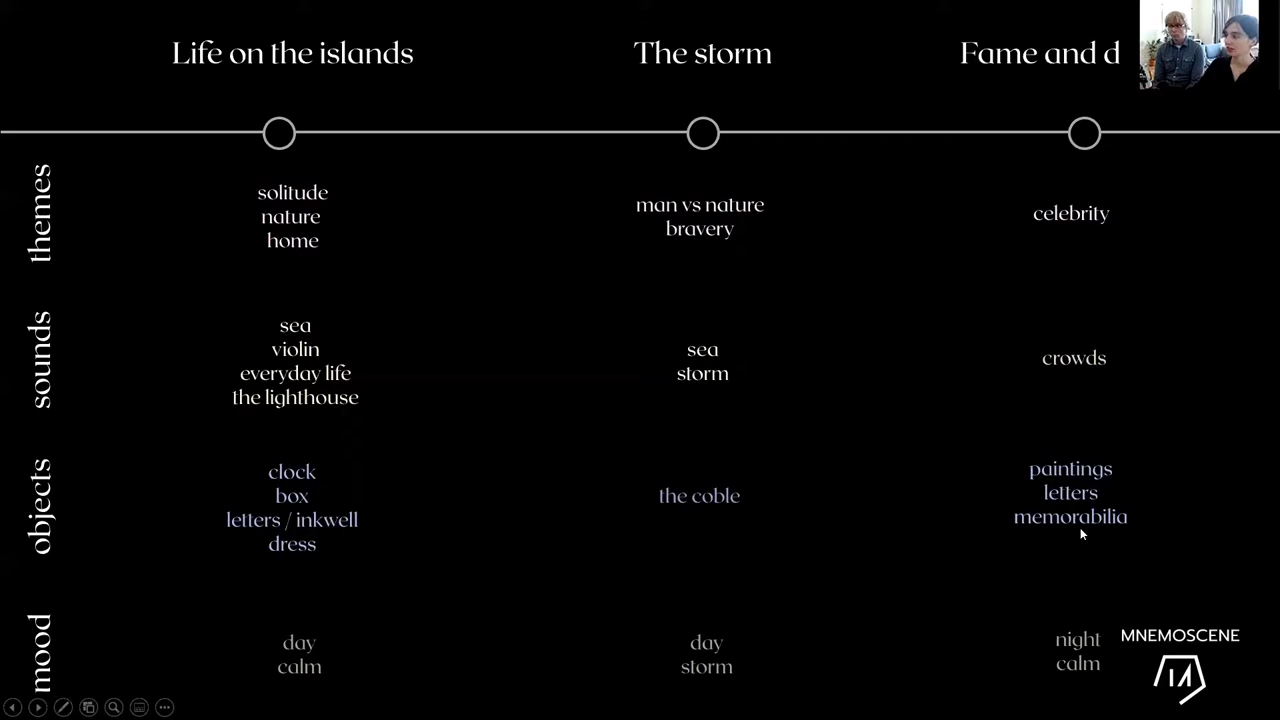 Life on the islands
The storm
Fame and d
themes
solitude
nature
home
man vs nature
bravery
celebrity
sounds
sea
violin
everyday life
the lighthouse
sea
storm
crowds
objects
clock
box
letters / inkwell
dress
the coble
paintings
letters
memorabilia
mood
day
calm
day
storm
night
calm
MNEMOSCENE